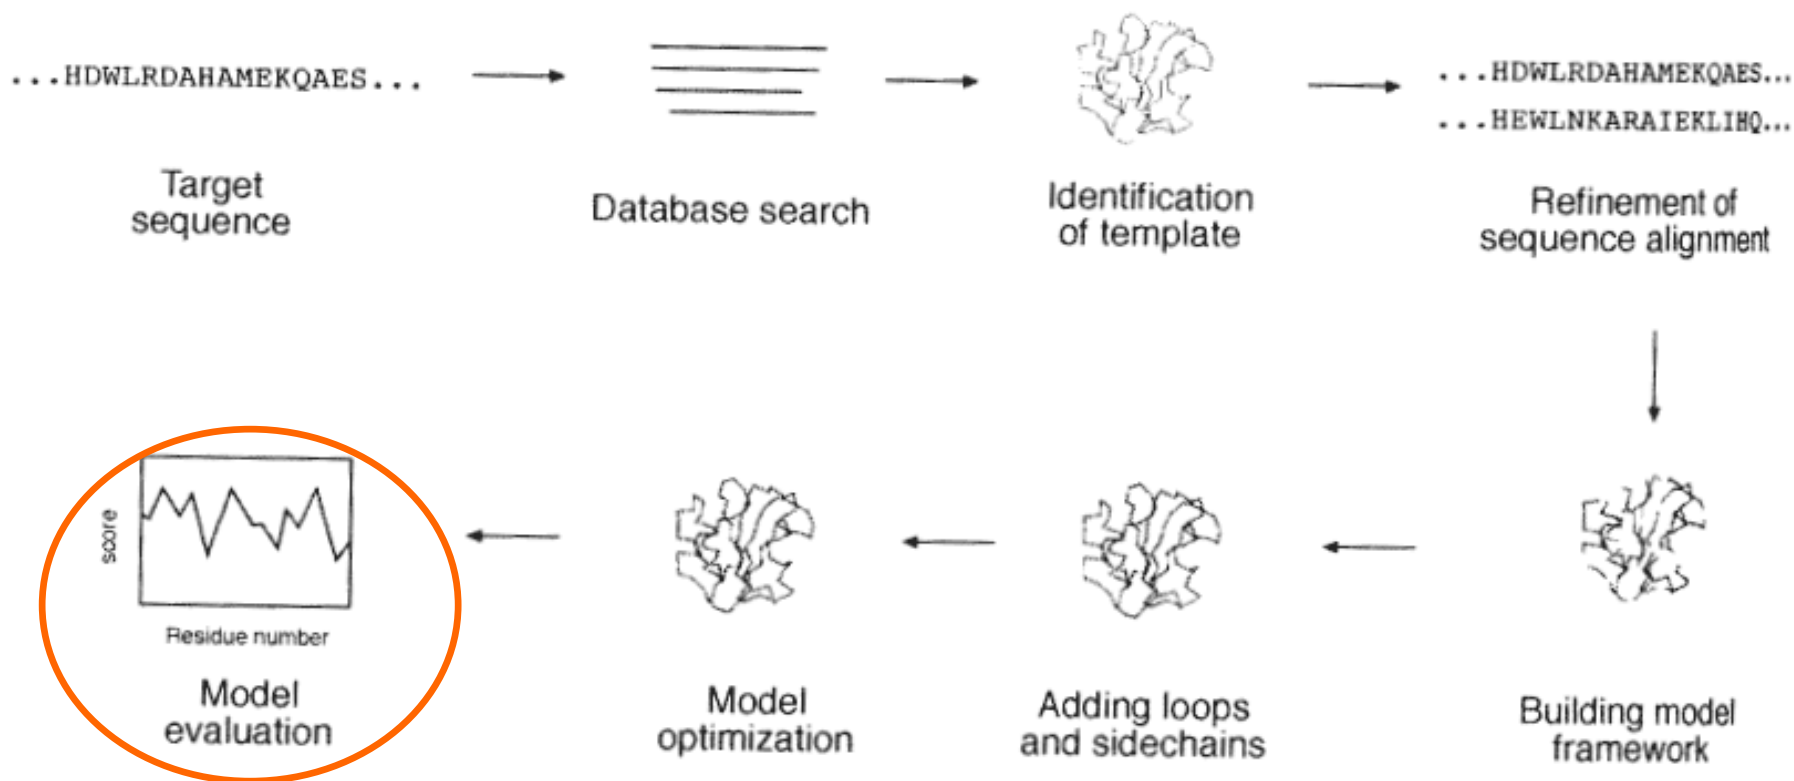 ...HDWLRDAHAMEKQAES...
Target
sequence
Database search
Identification
of template
...HDWLRDAHAMEKQAES...
...HEWLNKARAIEKLIHQ...
Refinement of
sequence alignment
Building model
framework
Adding loops
and sidechains
Model
optimization
score
Residue number
Model
evaluation